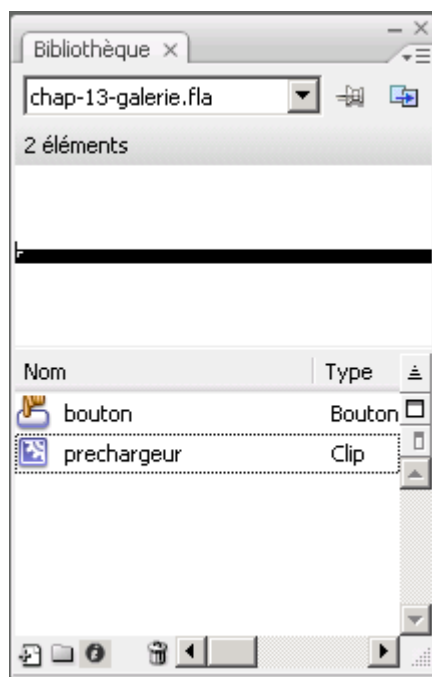 Bibliothèque
chap-13-galerie.fla
2 éléments
Nom Type
bouton Bouton
prechargeur Clip